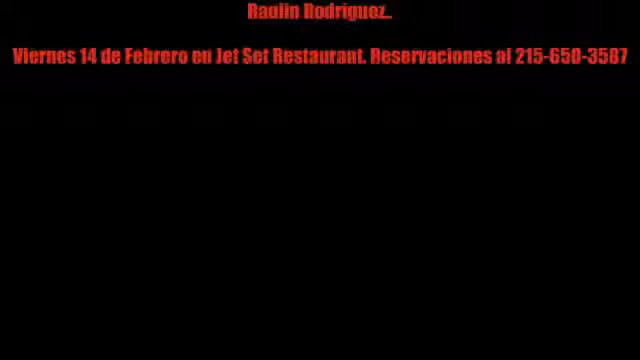 Raulin Rodriguez..
Viernes 14 de Febrero en Jet Set Restaurant. Reservaciones al 215-650-3587